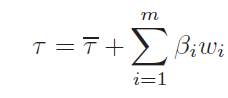 τ = τ̅ + ∑_{i=1}^{m} β_i w_i